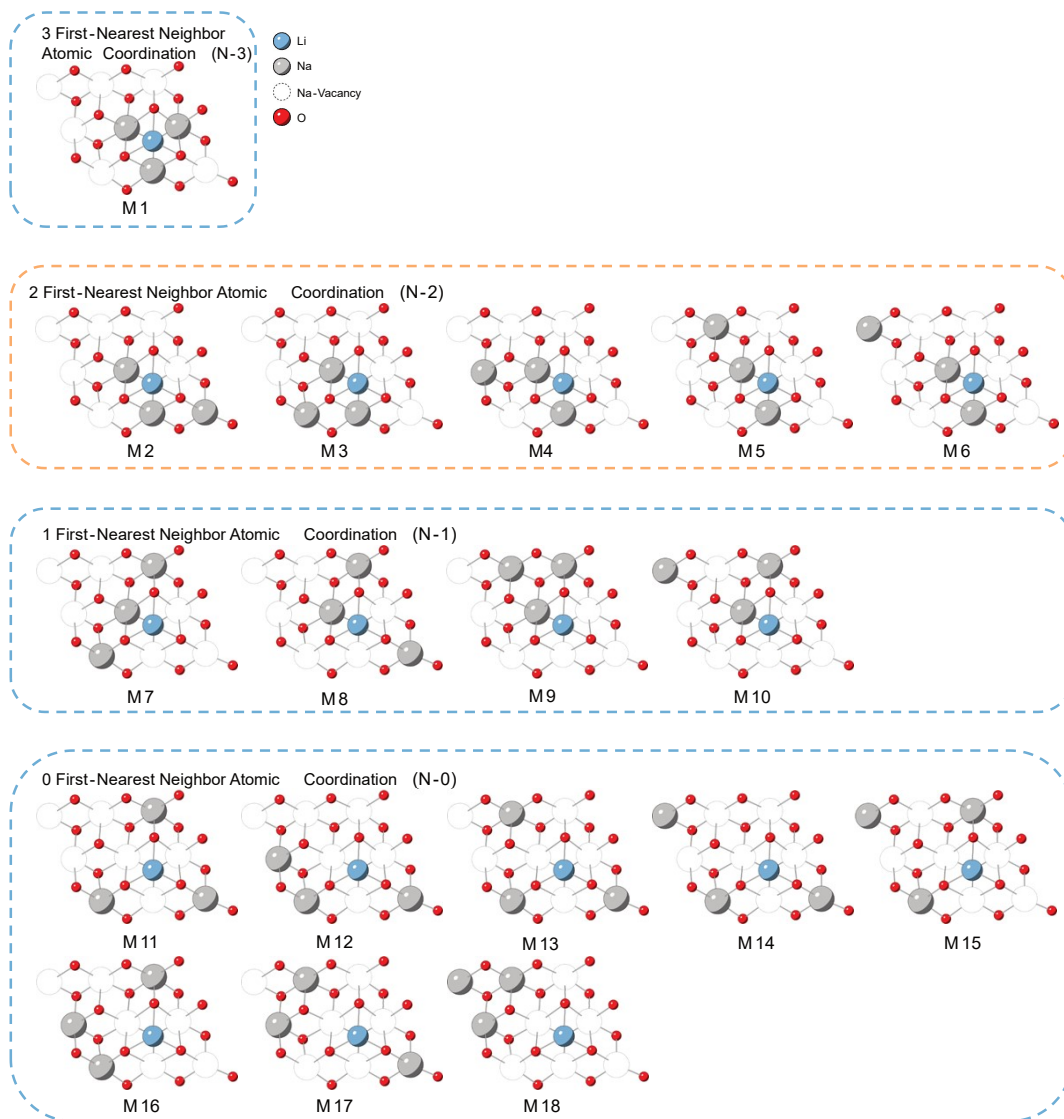 3 First-Nearest Neighbor
Atomic Coordination (N-3)
Li
Na
Na-Vacancy
O
M1
2 First-Nearest Neighbor Atomic Coordination (N-2)
M2 M3 M4 M5 M6
1 First-Nearest Neighbor Atomic Coordination (N-1)
M7 M8 M9 M10
0 First-Nearest Neighbor Atomic Coordination (N-0)
M11 M12 M13 M14 M15
M16 M17 M18